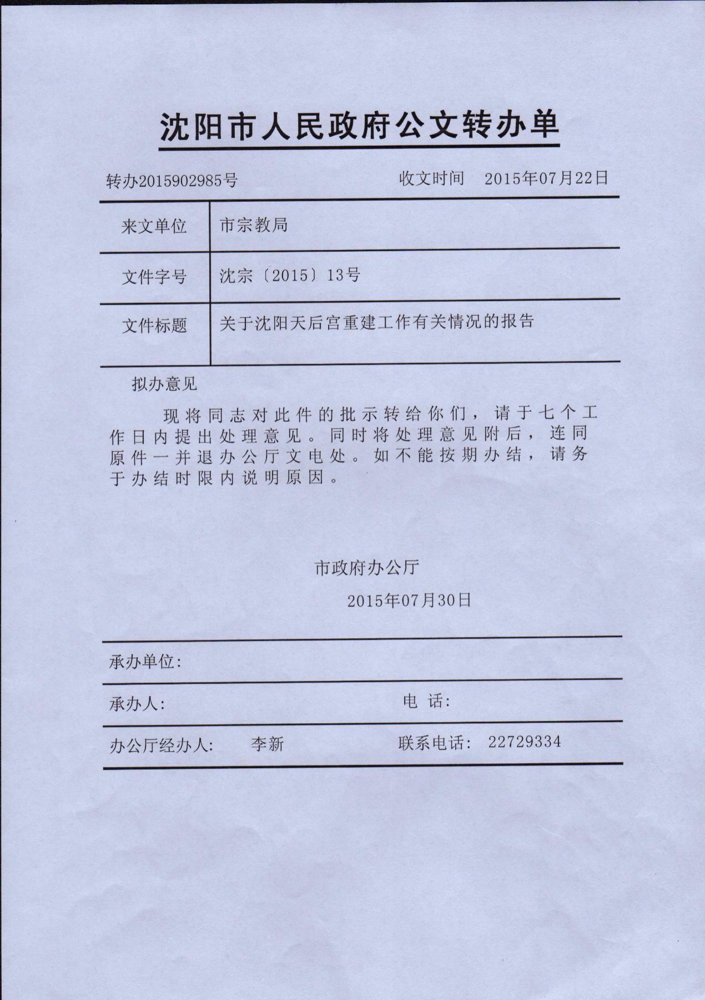 沈阳市人民政府公文转办单
转办2015902985号 收文时间 2015年07月22日
来文单位 市宗教局
文件字号 沈宗〔2015〕13号
文件标题 关于沈阳天后宫重建工作有关情况的报告
拟办意见
现将同志对此件的批示转给你们，请于七个工
作日内提出处理意见。同时将处理意见附后，连同
原件一并退办公厅文电处。如不能按期办结，请务
于办结时限内说明原因。
市政府办公厅
2015年07月30日
承办单位：
承办人： 电 话：
办公厅经办人： 李新 联系电话： 22729334